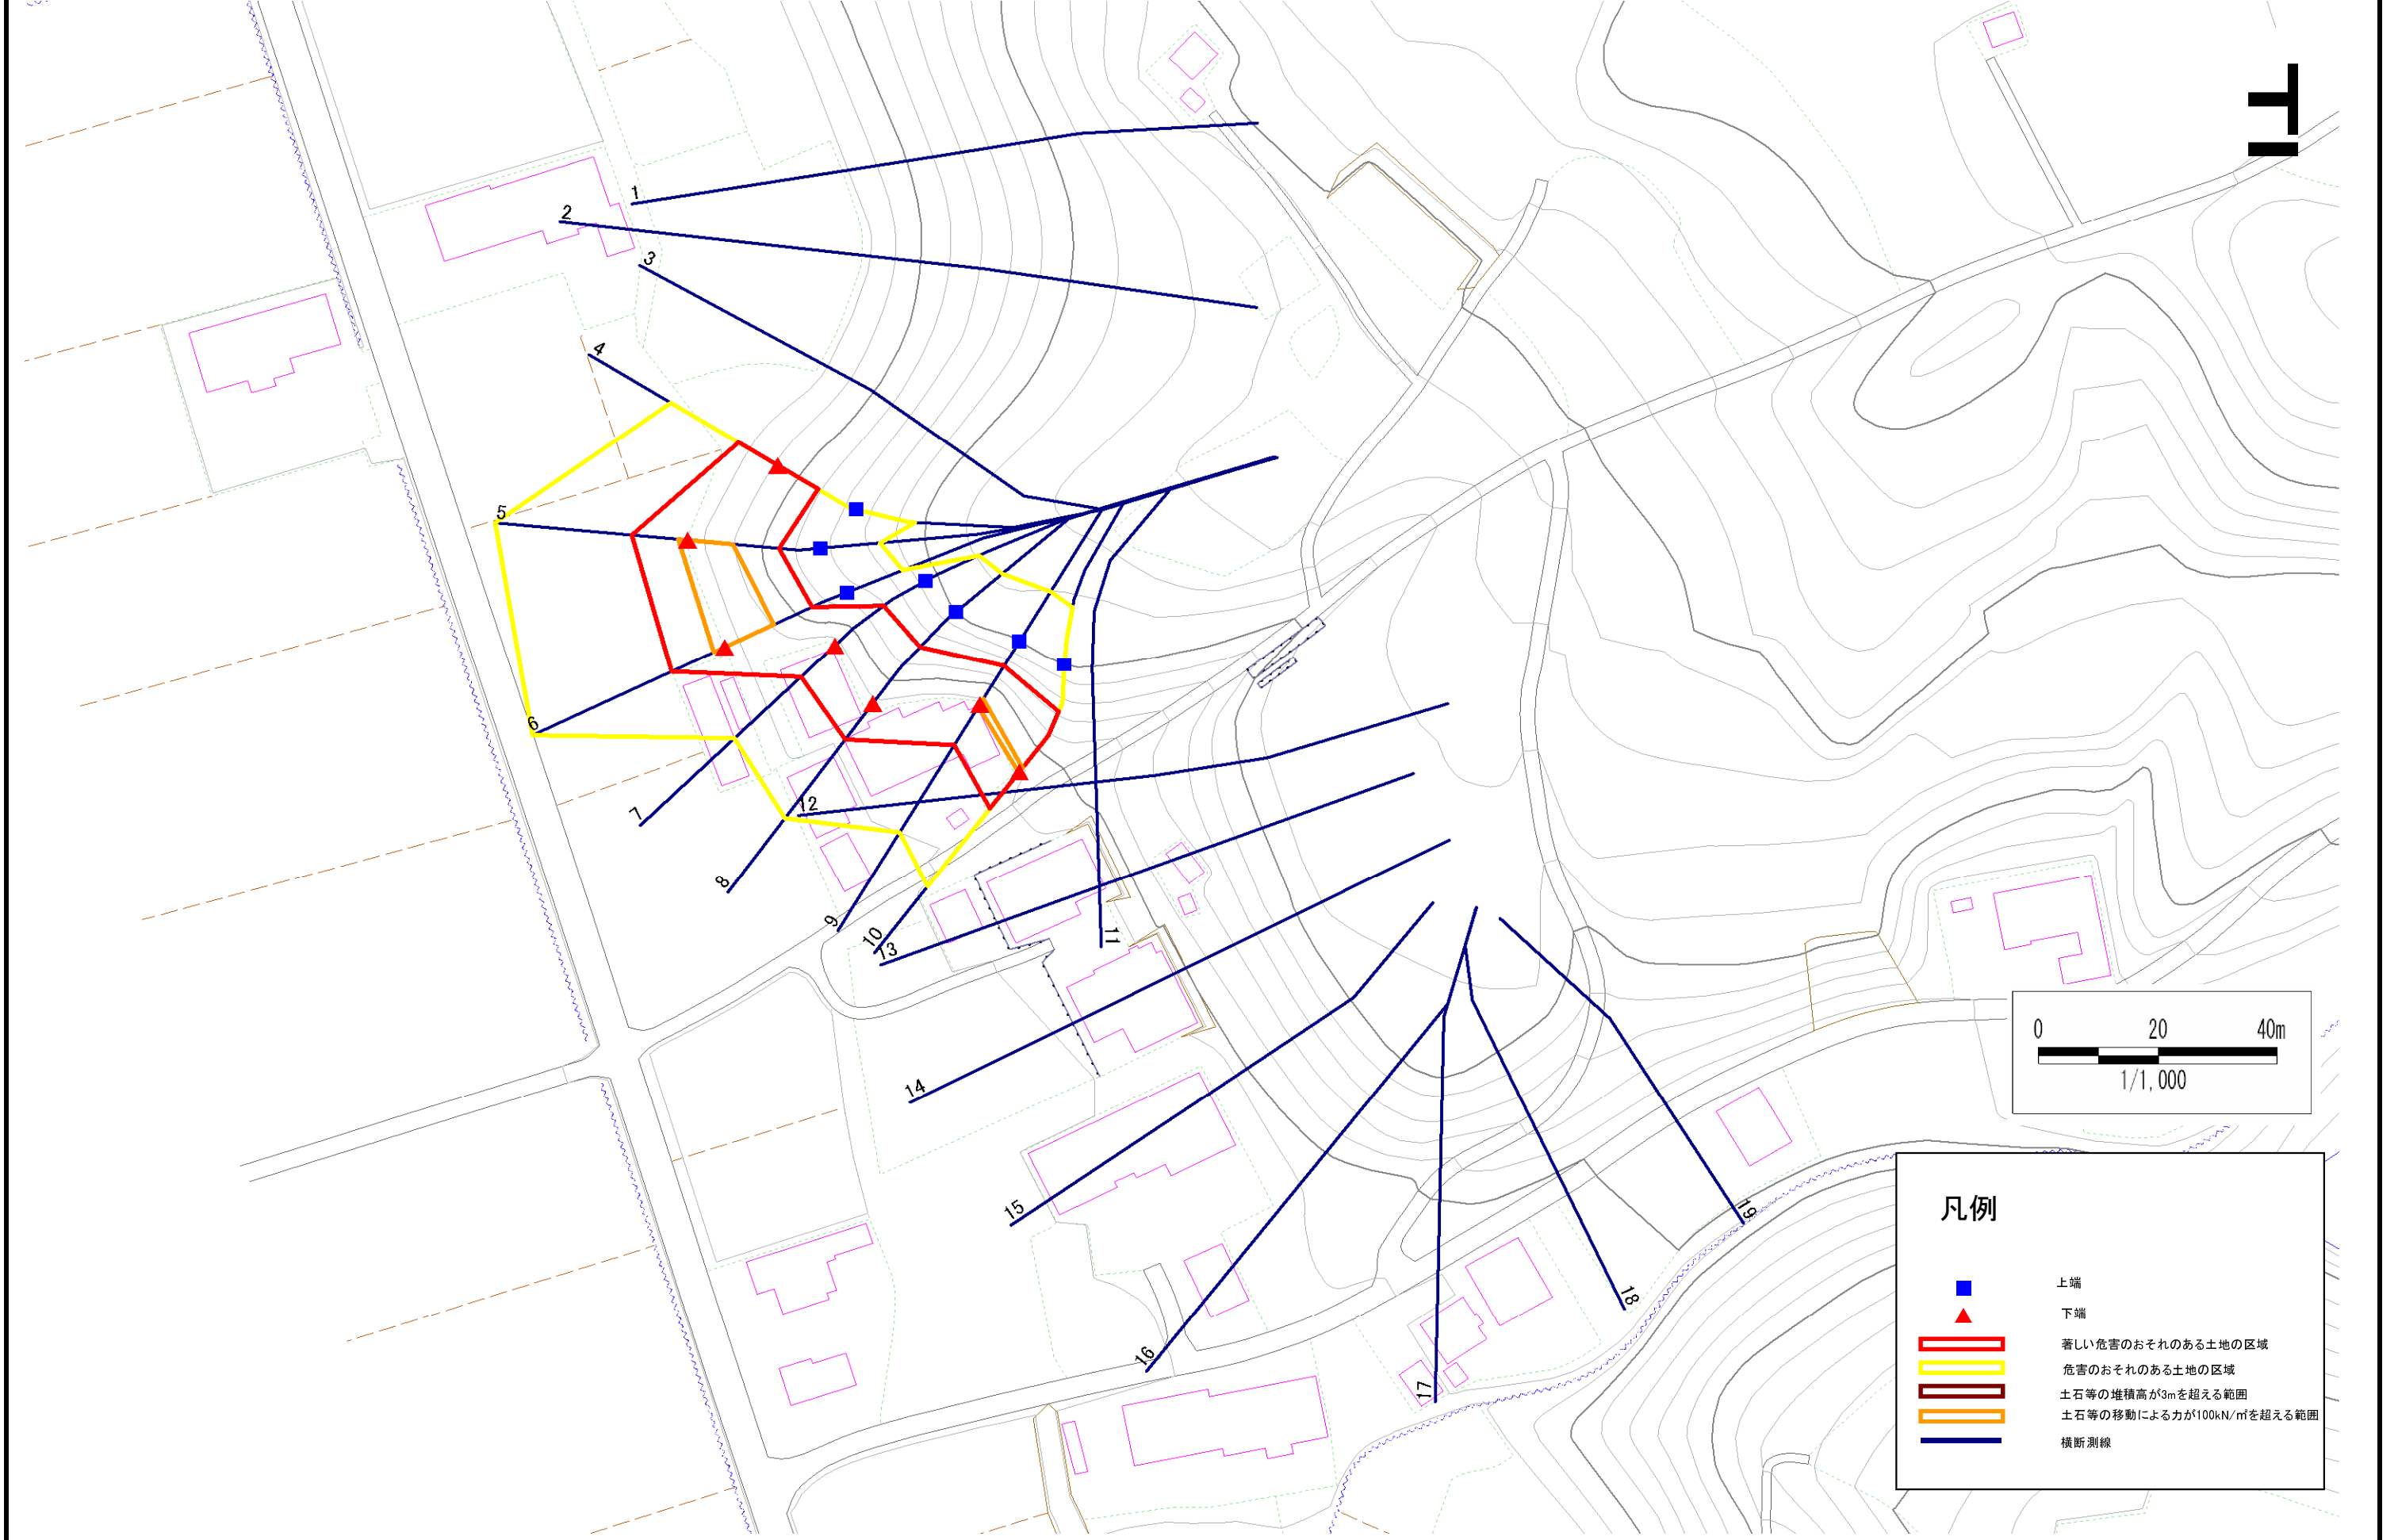 1
2
3
4
5
6
7
8
9
10
11
12
13
14
15
16
17
18
19
0 20 40m
1/1,000
凡例
上端
下端
著しい危害のおそれのある土地の区域
危害のおそれのある土地の区域
土石等の堆積高が3mを超える範囲
土石等の移動による力が100kN/㎡を超える範囲
横断測線